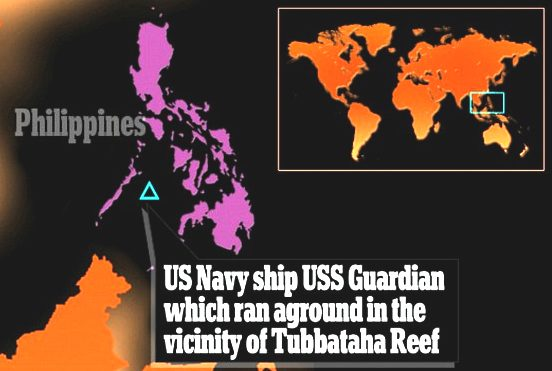 Philippines
US Navy ship USS Guardian
which ran aground in the
vicinity of Tubbataha Reef